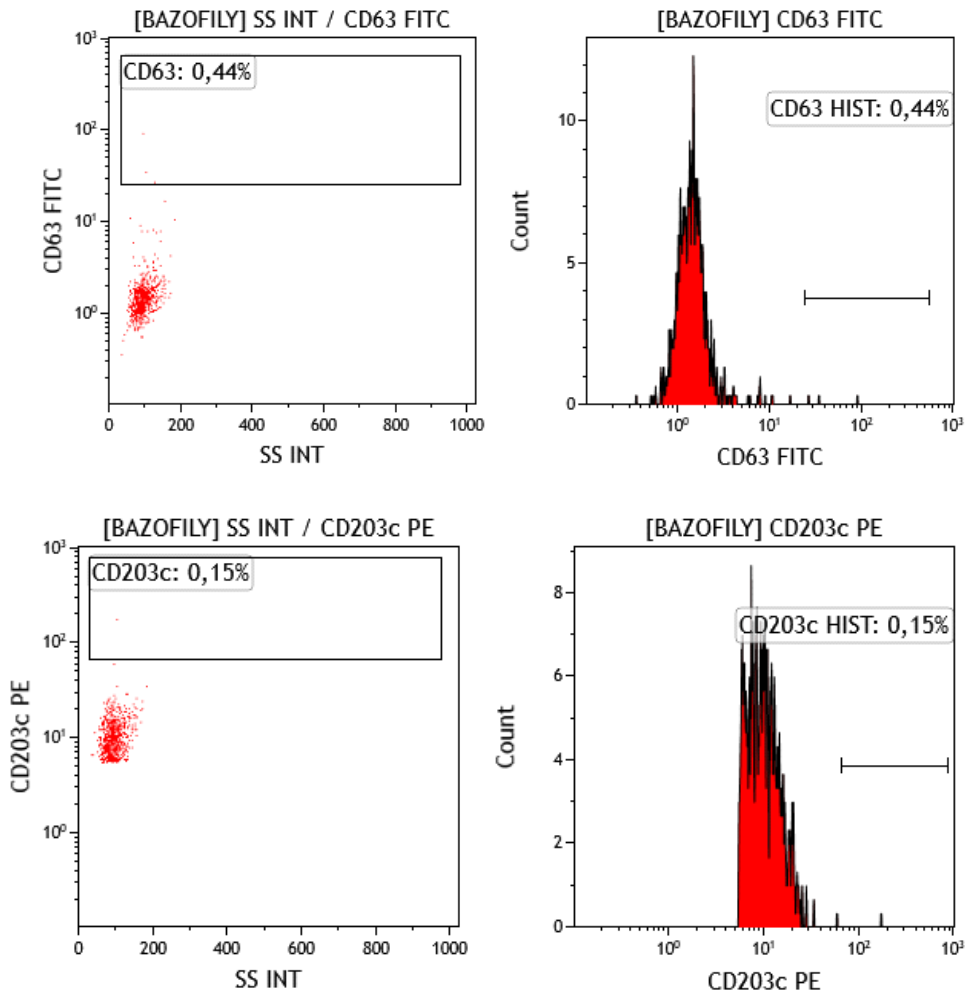 [BAZOFILY] SS INT / CD63 FITC
CD63: 0,44%
10³
10²
10¹
10⁰
CD63 FITC
0
200
400
600
800
1000
SS INT
[BAZOFILY] CD63 FITC
CD63 HIST: 0,44%
10
5
0
Count
10⁰
10¹
10²
10³
CD63 FITC
[BAZOFILY] SS INT / CD203c PE
CD203c: 0,15%
10³
10²
10¹
10⁰
CD203c PE
0
200
400
600
800
1000
SS INT
[BAZOFILY] CD203c PE
CD203c HIST: 0,15%
8
6
4
2
0
Count
10⁰
10¹
10²
10³
CD203c PE